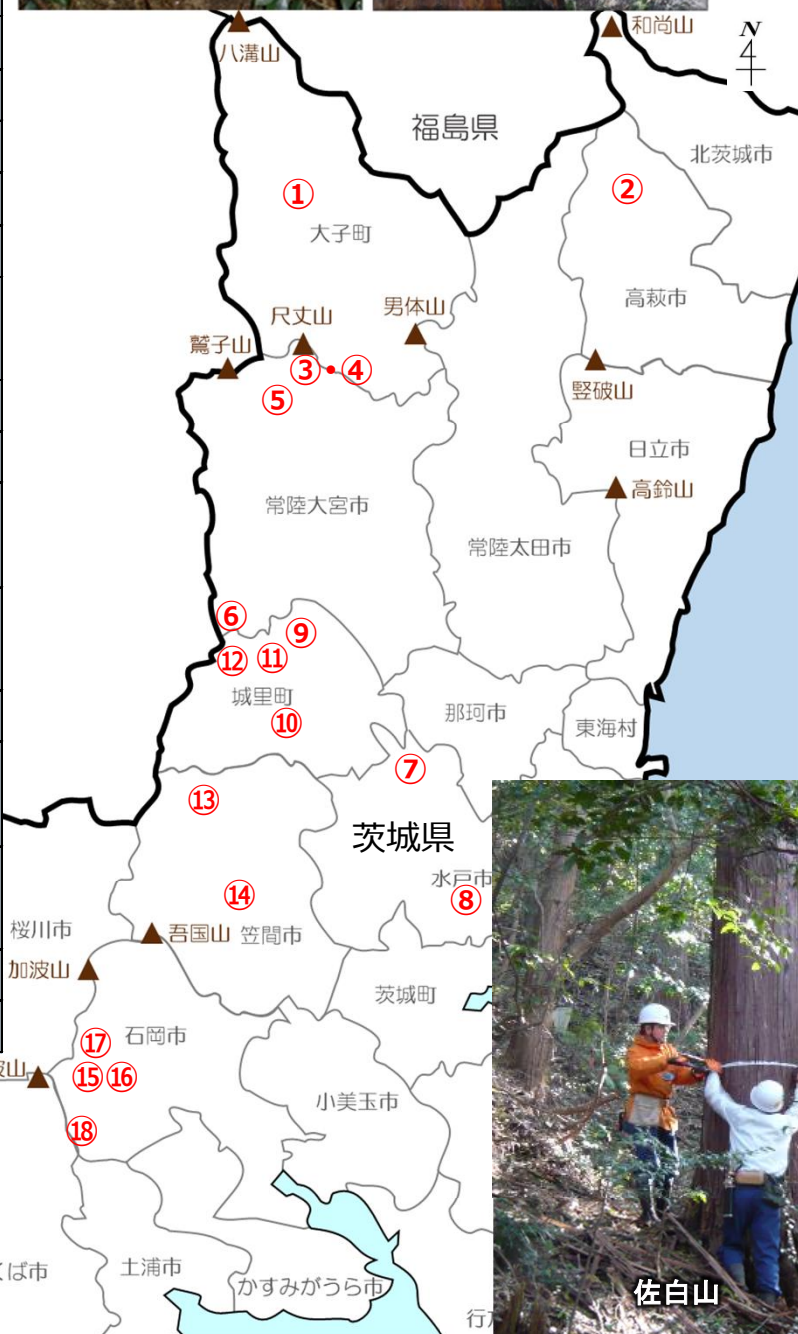 和尚山
N
八溝山
福島県
北茨城市
①
②
大子町
高萩市
尺丈山
男体山
鷲子山
③
④
竪破山
⑤
日立市
高鈴山
常陸大宮市
常陸太田市
⑥
⑨
⑫
⑪
城里町
那珂市
⑩
東海村
⑦
⑬
茨城県
水戸市
⑭
⑧
桜川市
吾国山
笠間市
加波山
茨城町
石岡市
⑰
波山
⑮
⑯
小美玉市
⑱
くば市
土浦市
かすみがうら市
佐白山
行